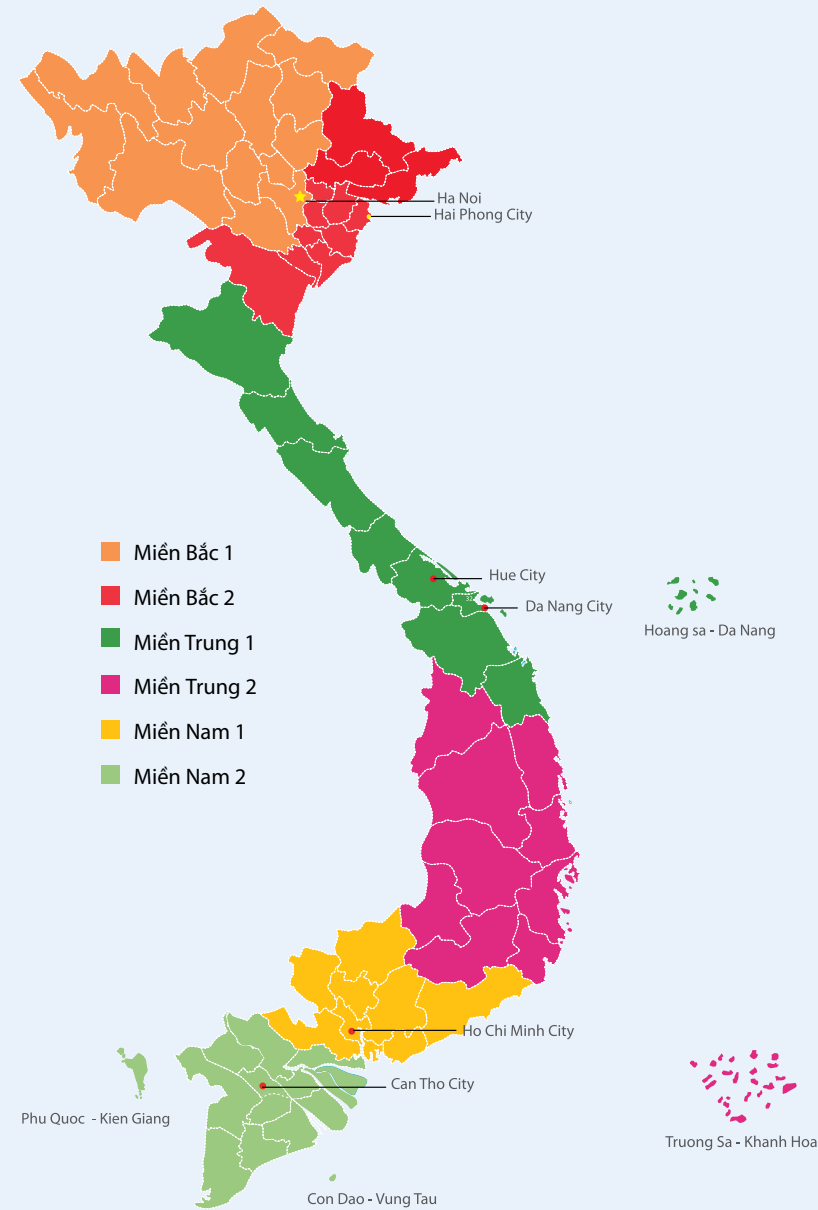 Ha Noi
Hai Phong City
Miền Bắc 1
Miền Bắc 2
Miền Trung 1
Miền Trung 2
Miền Nam 1
Miền Nam 2
Hue City
32
Da Nang City
Hoang sa - Da Nang
Ho Chi Minh City
Can Tho City
Phu Quoc - Kien Giang
Truong Sa - Khanh Hoa
Con Dao - Vung Tau